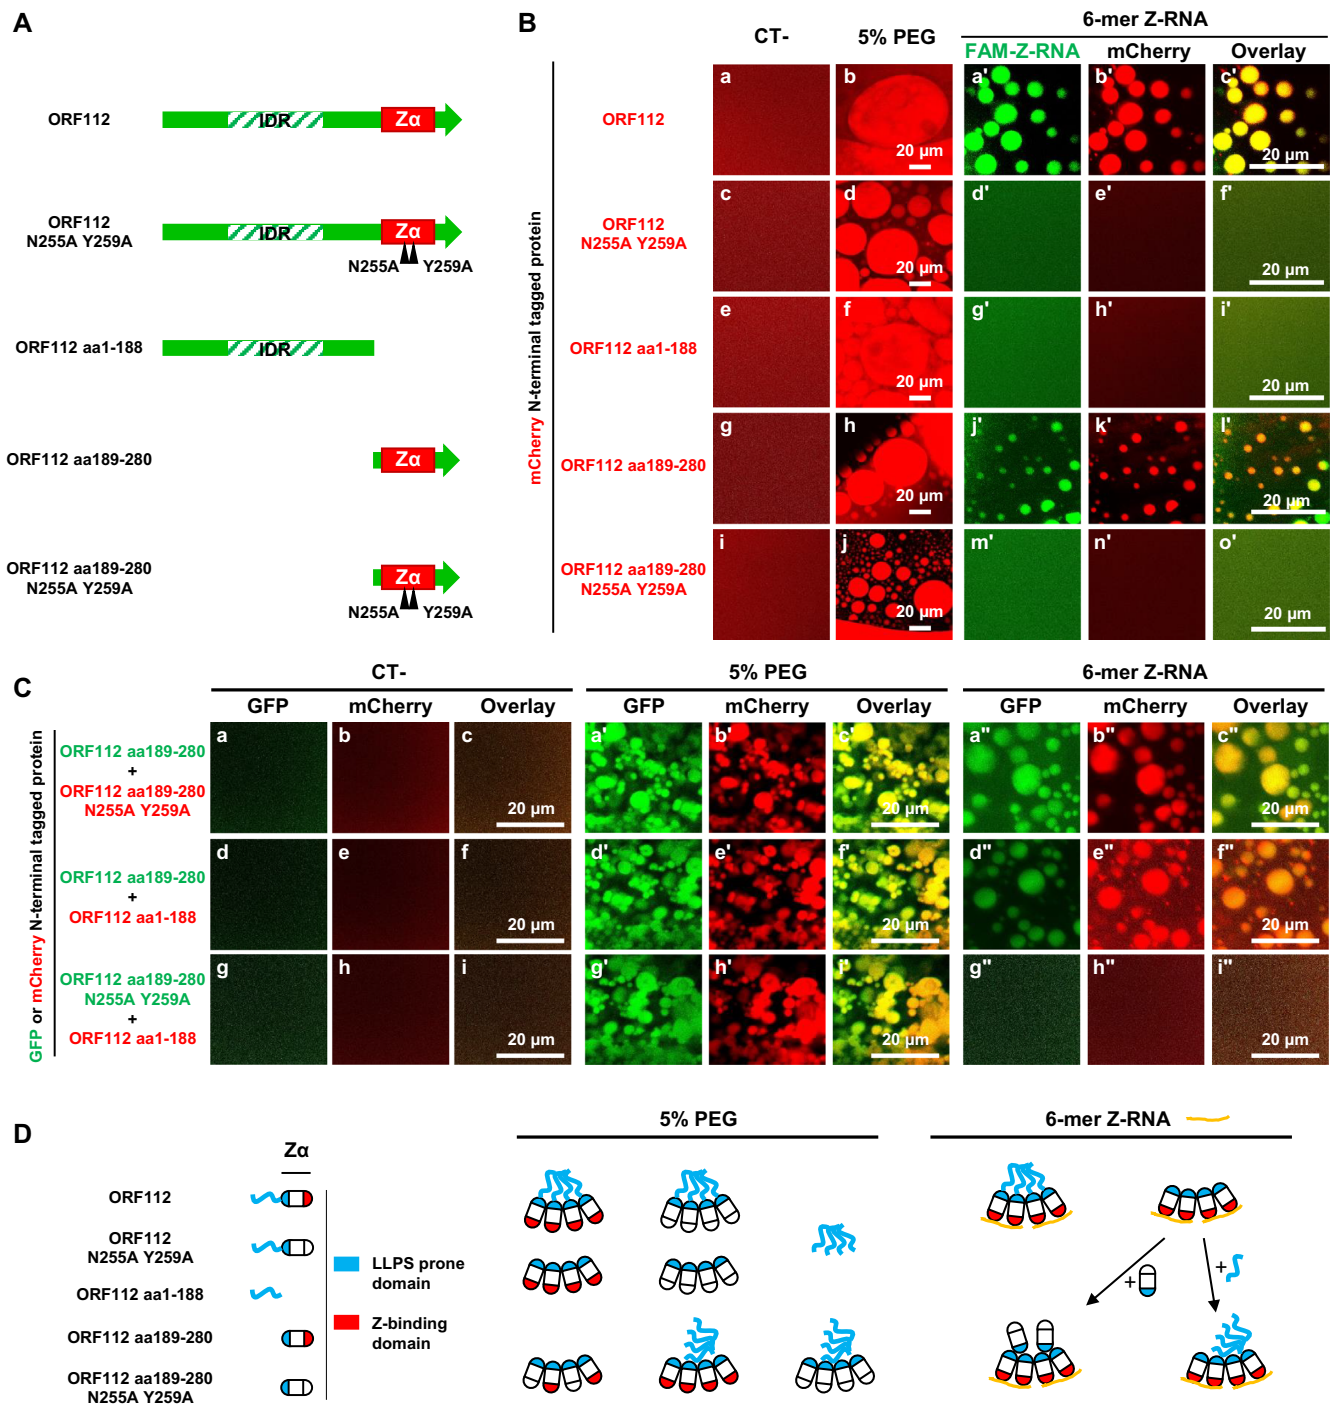 A
ORF112
IDR
Zα
ORF112
N255A Y259A
IDR
Zα
N255A
Y259A
ORF112 aa1-188
IDR
ORF112 aa189-280
Zα
ORF112 aa189-280
N255A Y259A
Zα
N255A
Y259A
B
CT-
5% PEG
6-mer Z-RNA
FAM-Z-RNA
mCherry
Overlay
mCherry N-terminal tagged protein
ORF112
a
b
20 µm
a'
b'
c'
20 µm
ORF112
N255A Y259A
c
d
20 µm
d'
e'
f'
20 µm
ORF112 aa1-188
e
f
20 µm
g'
h'
i'
20 µm
ORF112 aa189-280
g
h
20 µm
j'
k'
l'
20 µm
ORF112 aa189-280
N255A Y259A
i
j
20 µm
m'
n'
o'
20 µm
C
CT-
5% PEG
6-mer Z-RNA
GFP
mCherry
Overlay
GFP
mCherry
Overlay
GFP
mCherry
Overlay
GFP or mCherry N-terminal tagged protein
ORF112 aa189-280
+
ORF112 aa189-280
N255A Y259A
a
b
c
20 µm
a'
b'
c'
20 µm
a"
b"
c"
20 µm
ORF112 aa189-280
+
ORF112 aa1-188
d
e
f
20 µm
d'
e'
f'
20 µm
d"
e"
f"
20 µm
ORF112 aa189-280
N255A Y259A
+
ORF112 aa1-188
g
h
i
20 µm
g'
h'
i'
20 µm
g"
h"
i"
20 µm
D
Zα
ORF112
ORF112
N255A Y259A
ORF112 aa1-188
ORF112 aa189-280
ORF112 aa189-280
N255A Y259A
LLPS prone
domain
Z-binding
domain
5% PEG
6-mer Z-RNA
+
+